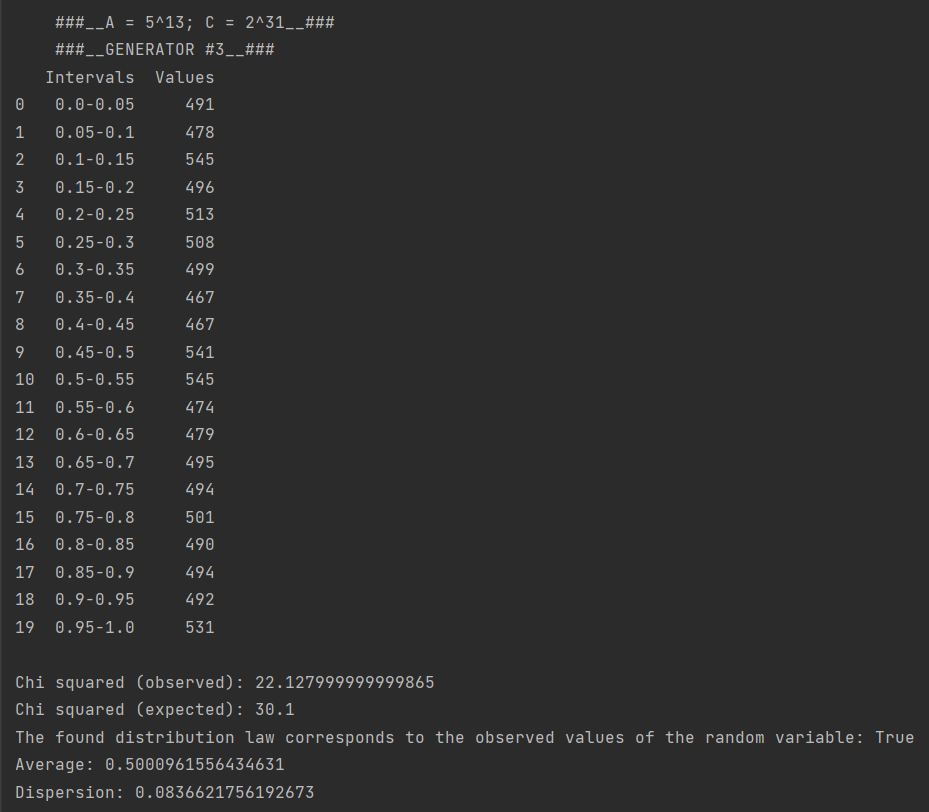 ###__A = 5^13; C = 2^31__###
###__GENERATOR #3__###
Intervals Values
0 0.0-0.05 491
1 0.05-0.1 478
2 0.1-0.15 545
3 0.15-0.2 496
4 0.2-0.25 513
5 0.25-0.3 508
6 0.3-0.35 499
7 0.35-0.4 467
8 0.4-0.45 467
9 0.45-0.5 541
10 0.5-0.55 545
11 0.55-0.6 474
12 0.6-0.65 479
13 0.65-0.7 495
14 0.7-0.75 494
15 0.75-0.8 501
16 0.8-0.85 490
17 0.85-0.9 494
18 0.9-0.95 492
19 0.95-1.0 531
Chi squared (observed): 22.127999999999865
Chi squared (expected): 30.1
The found distribution law corresponds to the observed values of the random variable: True
Average: 0.5000961556434631
Dispersion: 0.0836621756192673